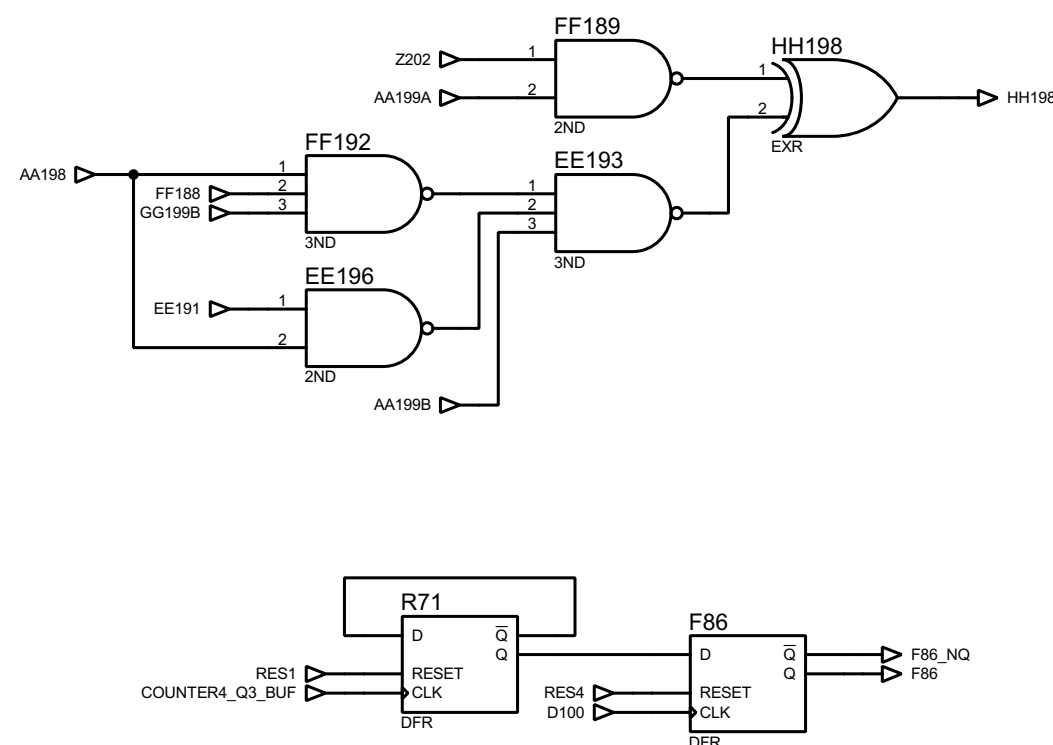 FF189
Z202 1
AA199A 2
2ND
HH198
1
2
EXR
HH198
FF192
AA198
1
FF188 2
GG199B 3
3ND
EE193
1
2
3
3ND
EE196
EE191 1
2
2ND
AA199B
R71
D Q
Q
RES1 RESET
COUNTER4_Q3_BUF CLK
DFR
F86
D Q F86_NQ
Q F86
RES4 RESET
D100 CLK
DFR